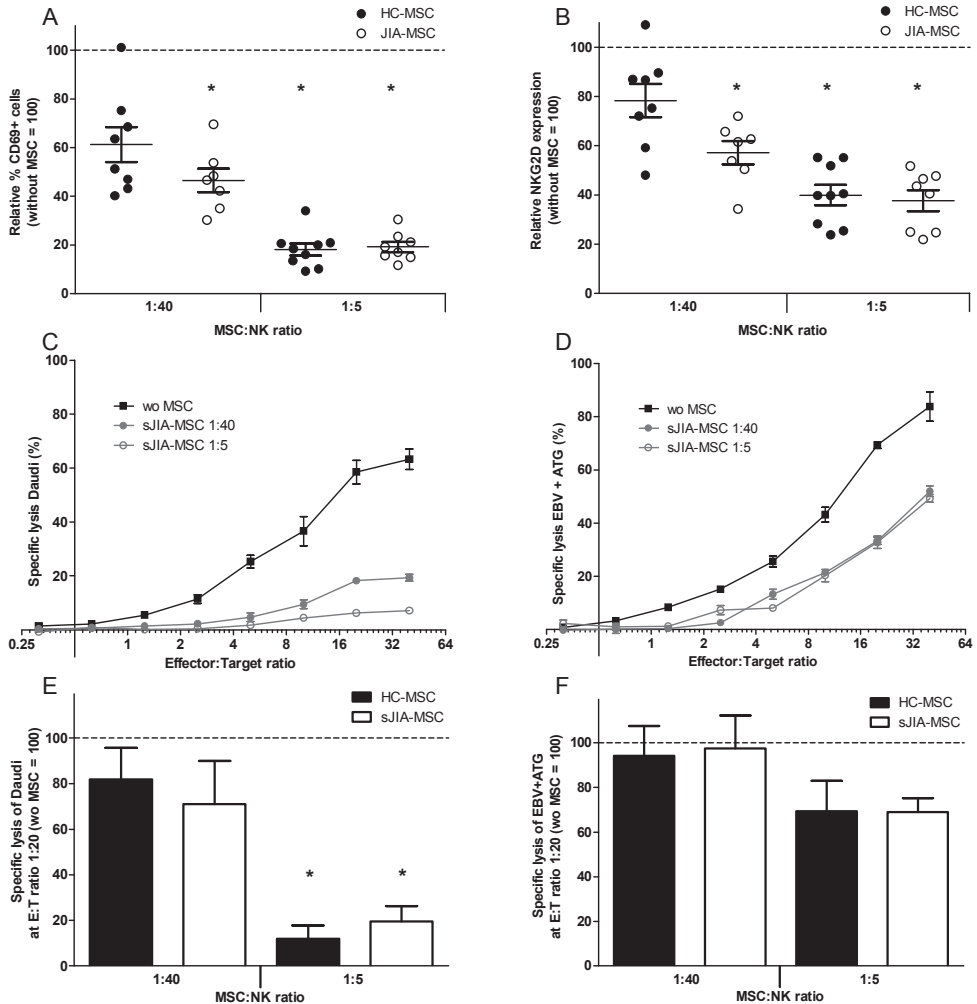 A
HC-MSC
JIA-MSC
Relative % CD69+ cells
(without MSC = 100)
100
80
60
40
20
0
*
*
*
1:40
1:5
MSC:NK ratio
B
HC-MSC
JIA-MSC
Relative NKG2D expression
(without MSC = 100)
100
80
60
40
20
0
*
*
*
1:40
1:5
MSC:NK ratio
C
Specific lysis Daudi (%)
100
80
60
40
20
wo MSC
sJIA-MSC 1:40
sJIA-MSC 1:5
0.25
1
2
4
8
16
32
64
Effector:Target ratio
D
Specific lysis EBV + ATG (%)
100
80
60
40
20
wo MSC
sJIA-MSC 1:40
sJIA-MSC 1:5
0.25
1
2
4
8
16
32
64
Effector:Target ratio
E
HC-MSC
sJIA-MSC
Specific lysis of Daudi
at E:T ratio 1:20 (wo MSC = 100)
100
80
60
40
20
0
*
*
1:40
1:5
MSC:NK ratio
F
HC-MSC
sJIA-MSC
Specific lysis of EBV+ATG
at E:T ratio 1:20 (wo MSC = 100)
100
80
60
40
20
0
1:40
1:5
MSC:NK ratio